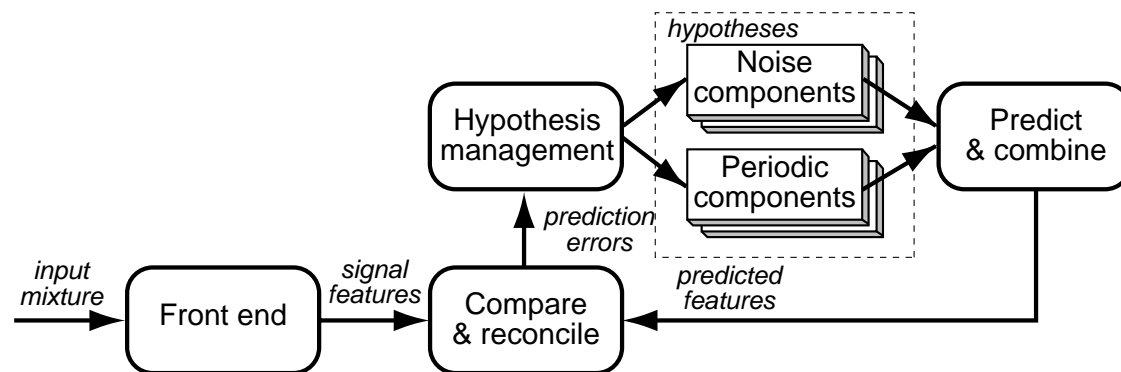 hypotheses
Noise
components
Hypothesis
management
Predict
& combine
Periodic
components
prediction
errors
input
mixture
signal
features
predicted
features
Front end
Compare
& reconcile